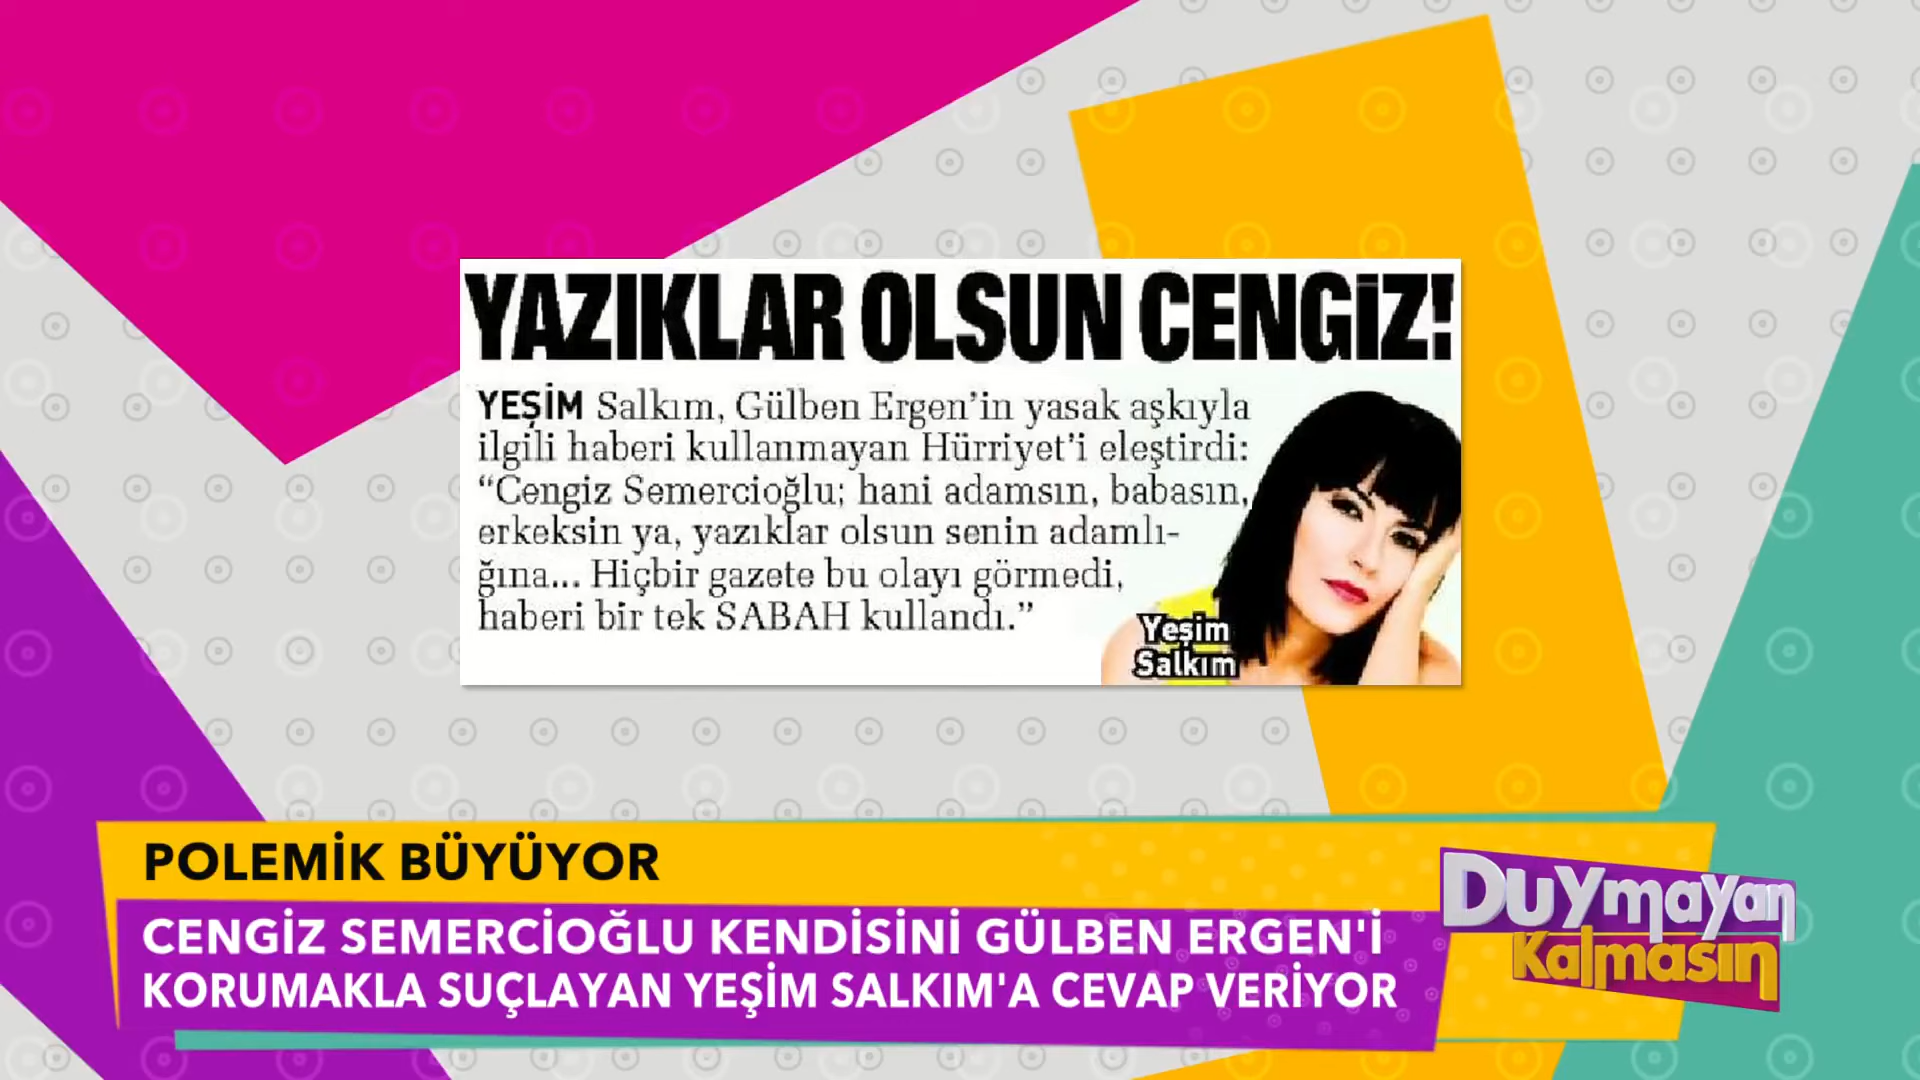 YAZIKLAR OLSUN CENGİZ!
YEŞİM Salkım, Gülben Ergen’in yasak aşkıyla
ilgili haberi kullanmayan Hürriyet’i eleştirdi:
“Cengiz Semercioğlu; hani adamsın, babasın,
erkeksin ya, yazıklar olsun senin adamlı-
ğına... Hiçbir gazete bu olayı görmedi,
haberi bir tek SABAH kullandı.”
Yeşim
Salkım
POLEMİK BÜYÜYOR
CENGİZ SEMERCİOĞLU KENDİSİNİ GÜLBEN ERGEN'İ
KORUMAKLA SUÇLAYAN YEŞİM SALKIM'A CEVAP VERİYOR
Duymayan
Kalmasın